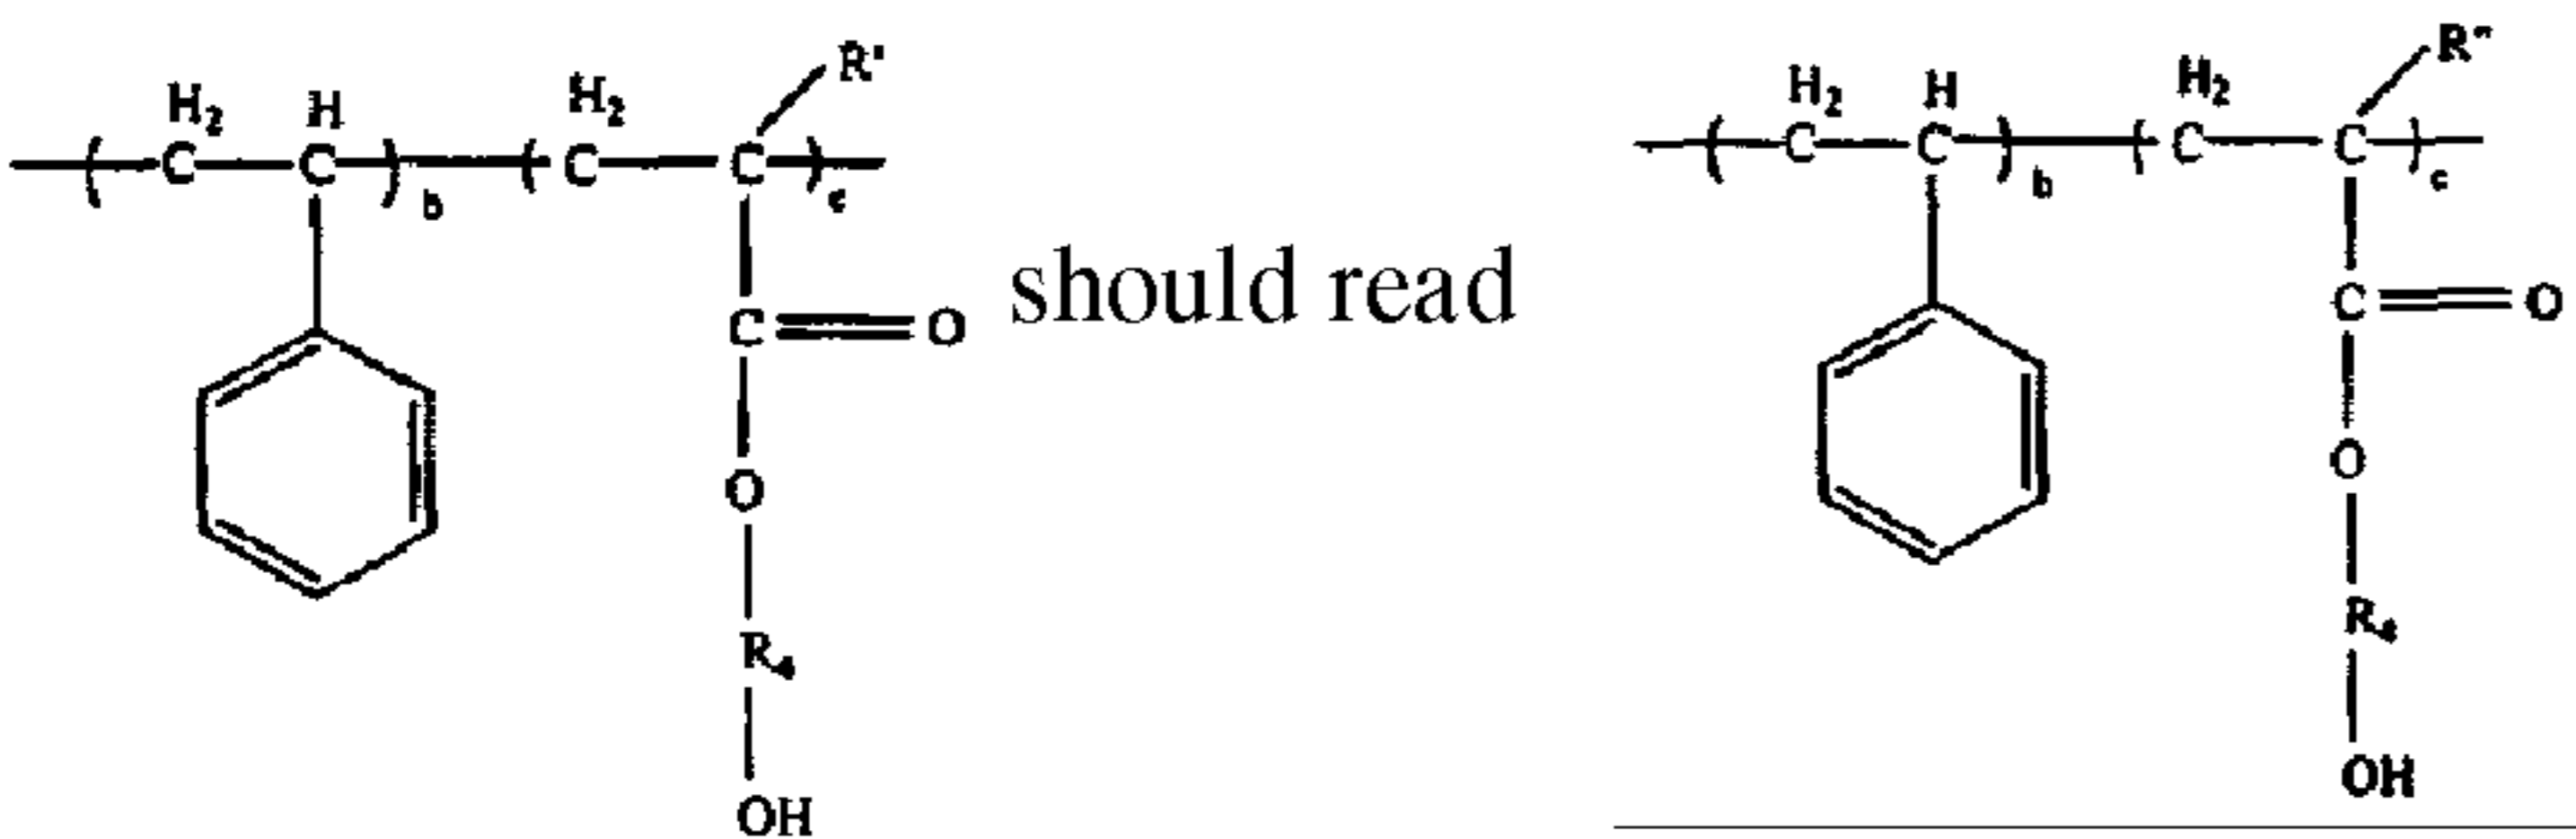 R' R"
H₂ H H₂ H₂ H H₂
( C C )b ( C C )c ( C C )b ( C C )c
C O should read C O
O O
R₄ R₄
OH OH